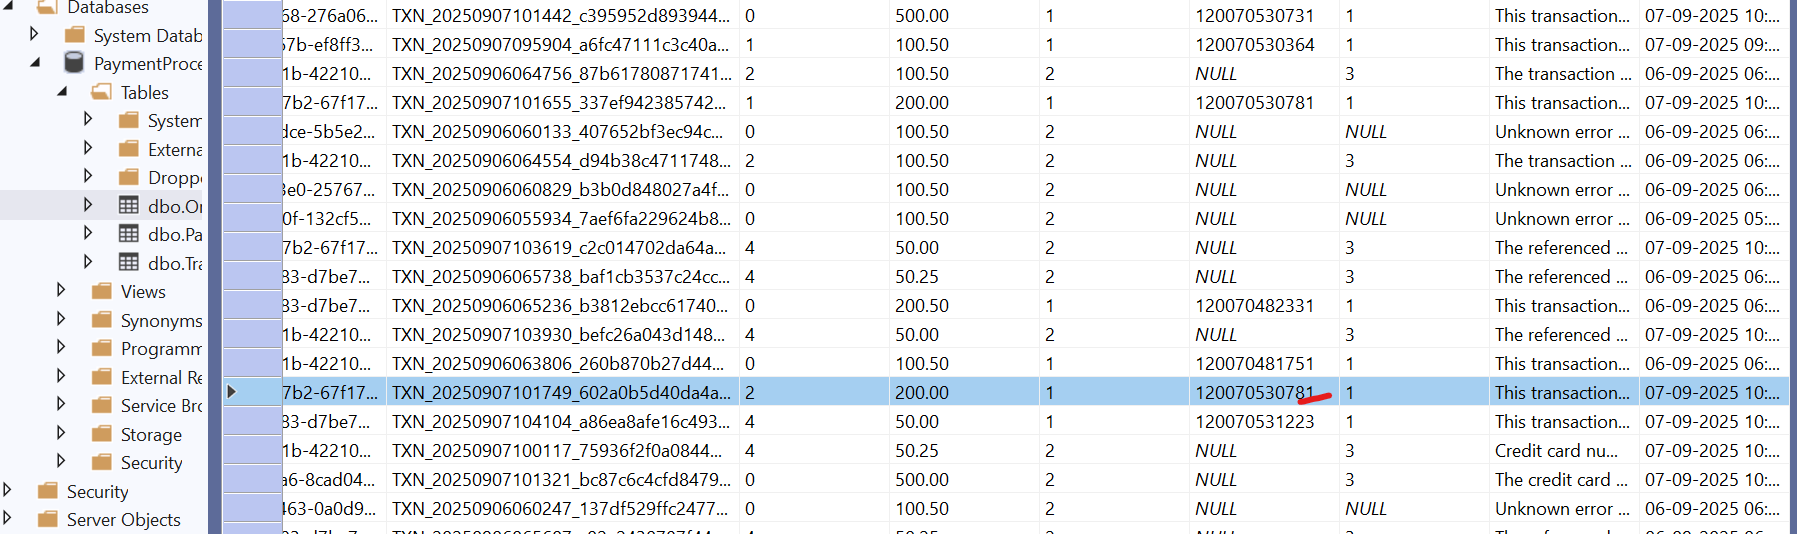 Databases
System Datab
PaymentProce
Tables
System
Externa
Droppe
dbo.Or
dbo.Pa
dbo.Tra
Views
Synonyms
Programm
External Re
Service Bro
Storage
Security
Security
Server Objects
68-276a06... TXN_20250907101442_c395952d893944... 0 500.00 1 120070530731 1 This transaction... 07-09-2025 10:...
67b-ef8ff3... TXN_20250907095904_a6fc47111c3c40a... 1 100.50 1 120070530364 1 This transaction... 07-09-2025 09:...
1b-42210... TXN_20250906064756_87b61780871741... 2 100.50 2 NULL 3 The transaction ... 06-09-2025 06:...
7b2-67f17... TXN_20250907101655_337ef942385742... 1 200.00 1 120070530781 1 This transaction... 07-09-2025 10:...
dce-5b5e2... TXN_20250906060133_407652bf3ec94c... 0 100.50 2 NULL NULL Unknown error ... 06-09-2025 06:...
1b-42210... TXN_20250906064554_d94b38c4711748... 2 100.50 2 NULL 3 The transaction ... 06-09-2025 06:...
3e0-25767... TXN_20250906060829_b3b0d848027a4f... 0 100.50 2 NULL NULL Unknown error ... 06-09-2025 06:...
0f-132cf5... TXN_20250906055934_7aef6fa229624b8... 0 100.50 2 NULL NULL Unknown error ... 06-09-2025 05:...
7b2-67f17... TXN_20250907103619_c2c014702da64a... 4 50.00 2 NULL 3 The referenced ... 07-09-2025 10:...
83-d7be7... TXN_20250906065738_baf1cb3537c24cc... 4 50.25 2 NULL 3 The referenced ... 06-09-2025 06:...
83-d7be7... TXN_20250906065236_b3812ebcc61740... 0 200.50 1 120070482331 1 This transaction... 06-09-2025 06:...
1b-42210... TXN_20250907103930_befc26a043d148... 4 50.00 2 NULL 3 The referenced ... 07-09-2025 10:...
1b-42210... TXN_20250906063806_260b870b27d44... 0 100.50 1 120070481751 1 This transaction... 06-09-2025 06:...
7b2-67f17... TXN_20250907101749_602a0b5d40da4a... 2 200.00 1 120070530781 1 This transaction... 07-09-2025 10:...
83-d7be7... TXN_20250907104104_a86ea8afe16c493... 4 50.00 1 120070531223 1 This transaction... 07-09-2025 10:...
1b-42210... TXN_20250907100117_75936f2f0a0844... 4 50.25 2 NULL 3 Credit card nu... 07-09-2025 10:...
a6-8cad04... TXN_20250907101321_bc87c6c4cfd8479... 0 500.00 2 NULL 3 The credit card ... 07-09-2025 10:...
463-0a0d9... TXN_20250906060247_137df529ffc2477... 0 100.50 2 NULL NULL Unknown error ... 06-09-2025 06:...